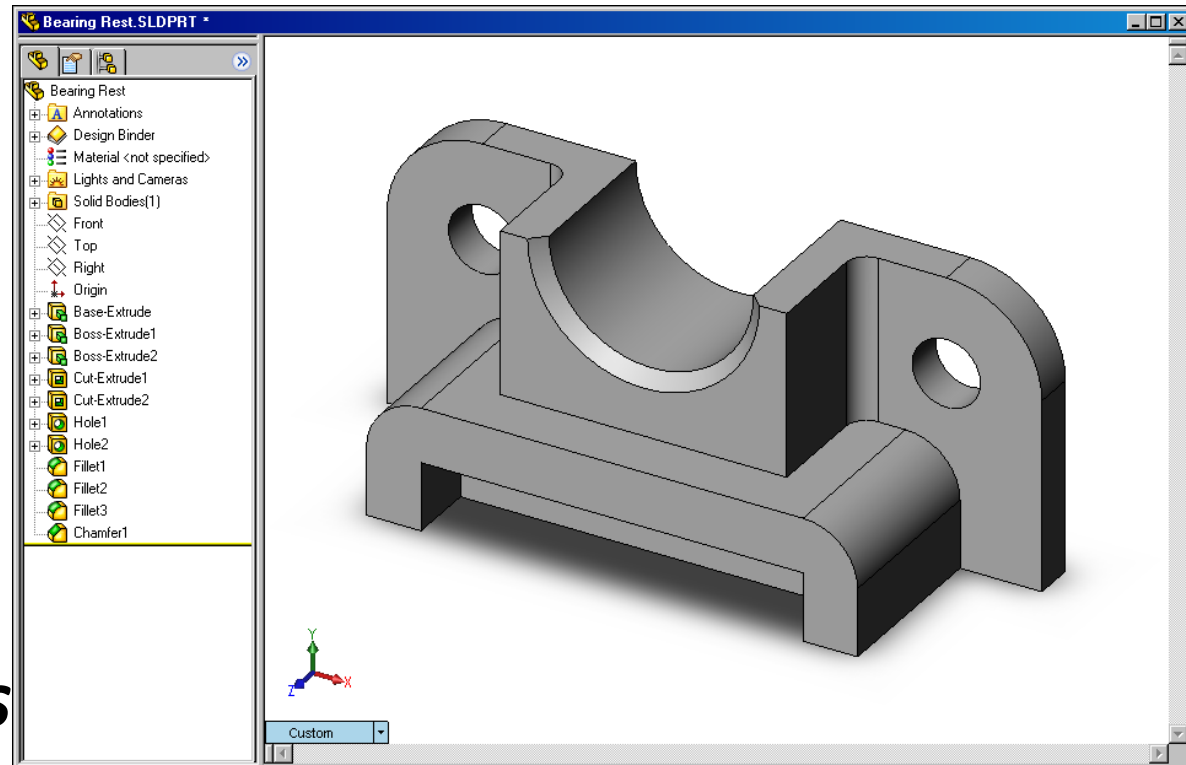 Bearing Rest.SLDPRT *
Bearing Rest
A Annotations
Design Binder
Material <not specified>
Lights and Cameras
Solid Bodies(1)
Front
Top
Right
Origin
Base-Extrude
Boss-Extrude1
Boss-Extrude2
Cut-Extrude1
Cut-Extrude2
Hole1
Hole2
Fillet1
Fillet2
Fillet3
Chamfer1
Y
X
Z
s
Custom